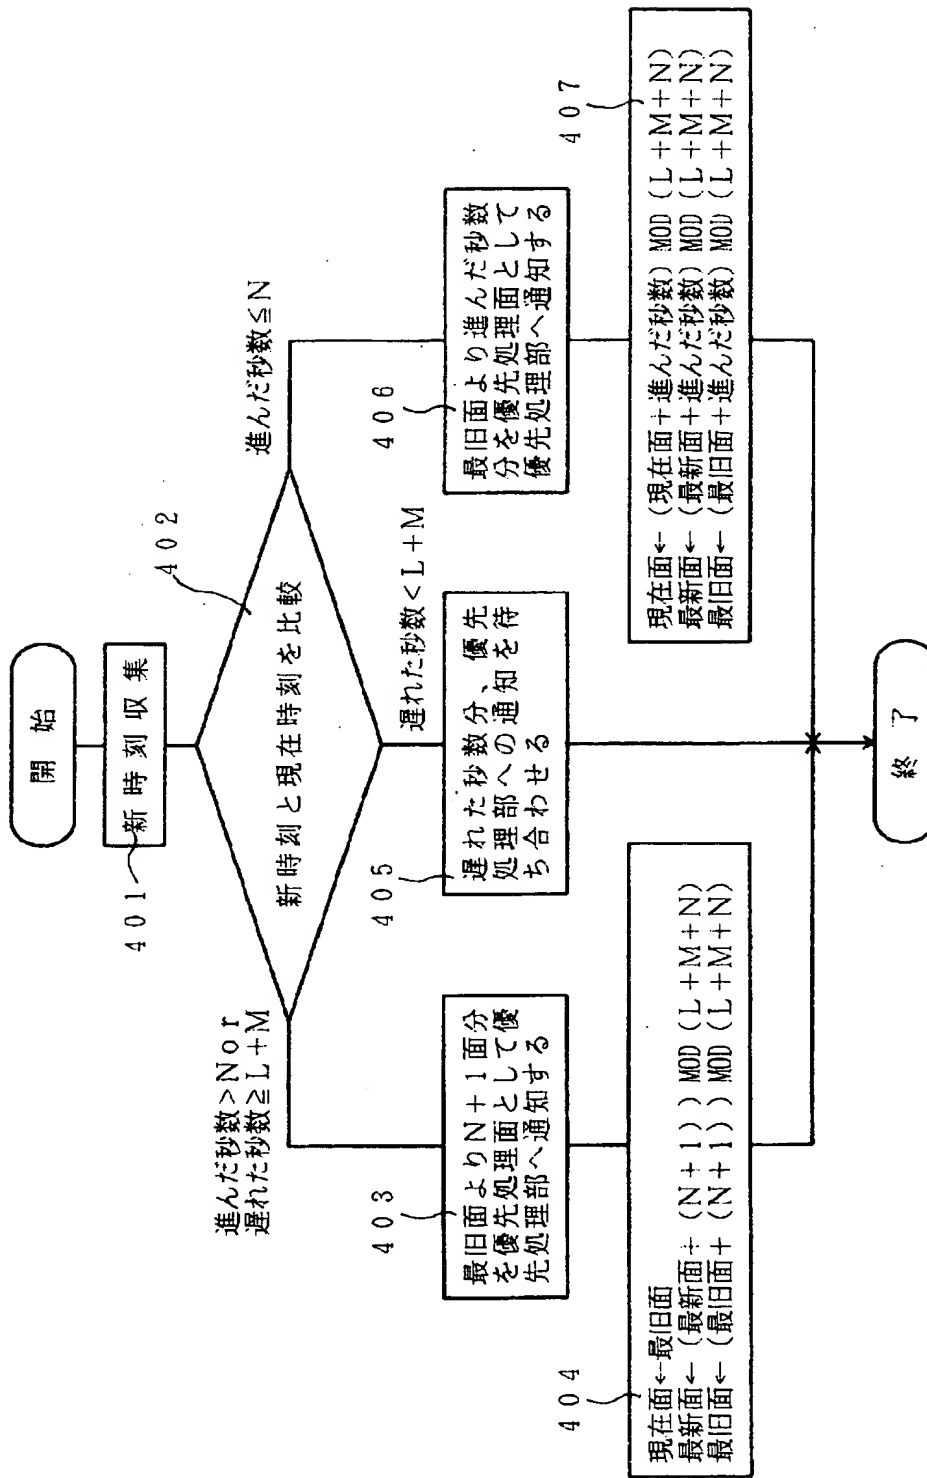 開始
401
新時刻収集
402
新時刻と現在時刻を比較
進んだ秒数>Nor
遅れた秒数≧L+M
遅れた秒数<L+M
進んだ秒数≦N
403
最旧面よりN+1面分
を優先処理面として優
先処理部へ通知する
405
遅れた秒数分、優先
処理部への通知を待
ち合わせる
406
最旧面より進んだ秒数
分を優先処理面として
優先処理部へ通知する
404
現在面←最旧面
最新面←(最新面+(N+1))MOD(L+M+N)
最旧面←(最旧面+(N+1))MOD(L+M+N)
407
現在面←(現在面+進んだ秒数)MOD(L+M+N)
最新面←(最新面+進んだ秒数)MOD(L+M+N)
最旧面←(最旧面+進んだ秒数)MOD(L+M+N)
終了